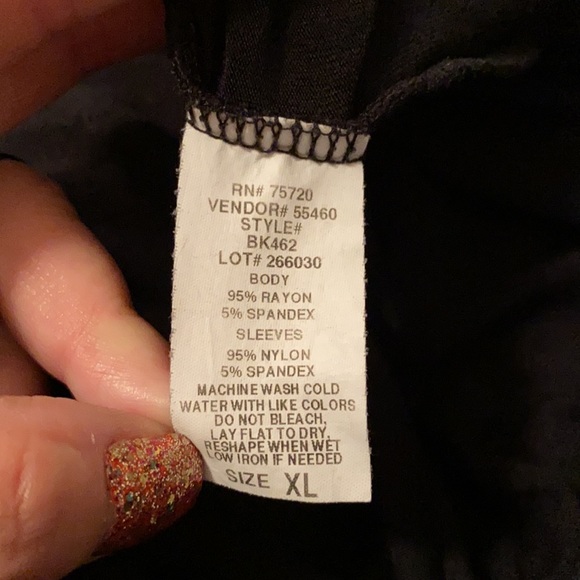 RN# 75720
VENDOR# 55460
STYLE#
BK462
LOT# 266030
BODY
95% RAYON
5% SPANDEX
SLEEVES
95% NYLON
5% SPANDEX
MACHINE WASH COLD
WATER WITH LIKE COLORS
DO NOT BLEACH.
LAY FLAT TO DRY.
RESHAPE WHEN WET
LOW IRON IF NEEDED
SIZE XL